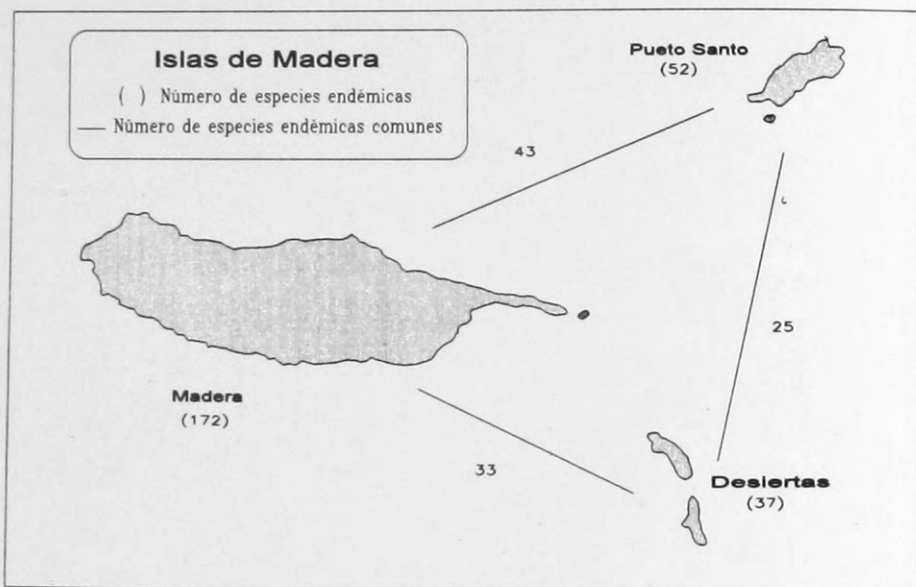 Islas de Madera
( ) Número de especies endémicas
— Número de especies endémicas comunes
Pueto Santo
(52)
43
25
Madera
(172)
33
Desiertas
(37)